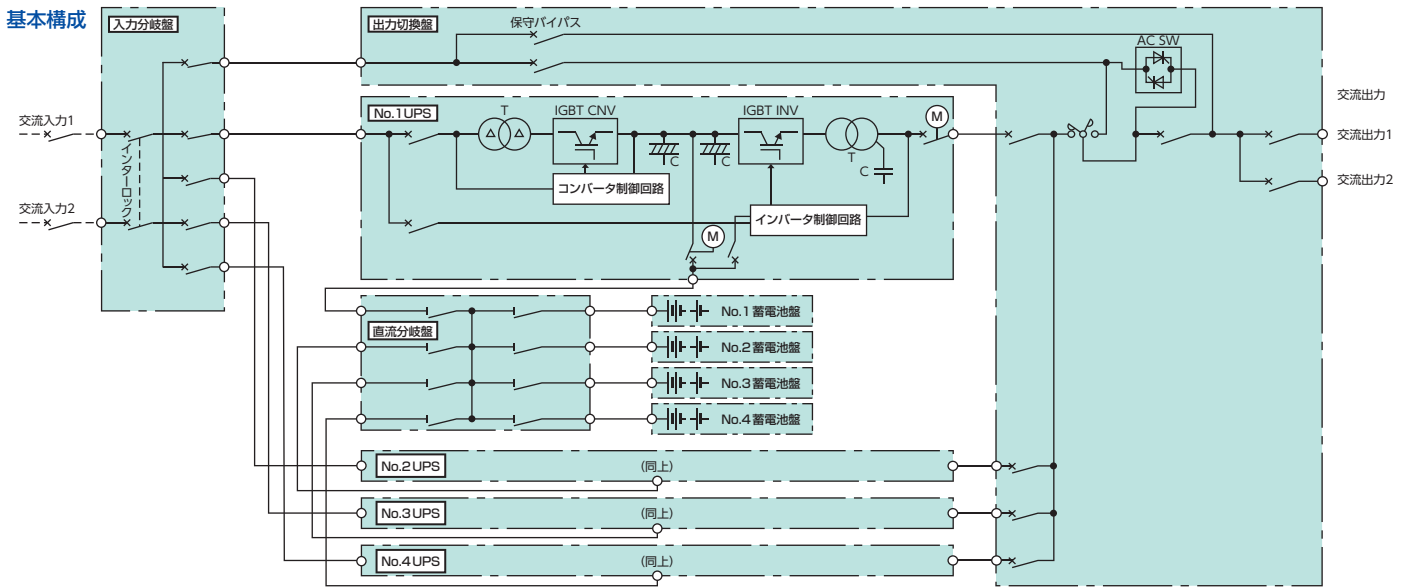 基本構成
入力分岐盤
出力切換盤
保守バイパス
AC SW
交流出力
交流入力1
No.1UPS
T
IGBT CNV
IGBT INV
M
交流出力1
C
C
T
C
インターロック
コンバータ制御回路
交流出力2
交流入力2
インバータ制御回路
M
直流分岐盤
No.1蓄電池盤
No.2蓄電池盤
No.3蓄電池盤
No.4蓄電池盤
No.2UPS
(同上)
No.3UPS
(同上)
No.4UPS
(同上)